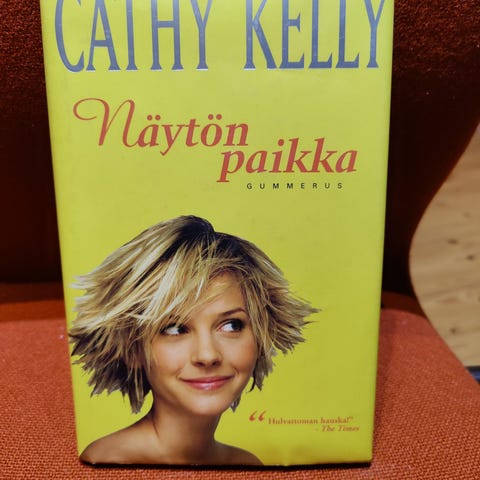 CATHY KELLY
Näytön
paikka
GUMMERUS
“ Hulvattoman hauska!”
- The Times